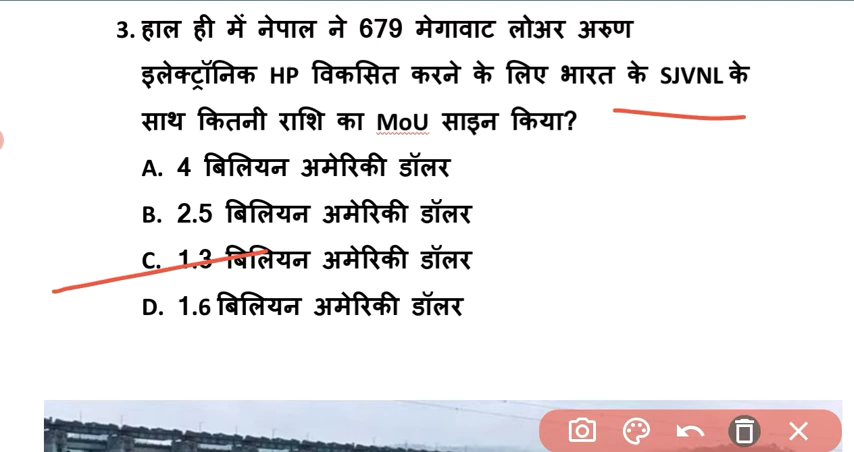 3. हाल ही में नेपाल ने 679 मेगावाट लोअर अरुण
इलेक्ट्रॉनिक HP विकसित करने के लिए भारत के SJVNL के
साथ कितनी राशि का MoU साइन किया?
A. 4 बिलियन अमेरिकी डॉलर
B. 2.5 बिलियन अमेरिकी डॉलर
C. 1.3 बिलियन अमेरिकी डॉलर
D. 1.6 बिलियन अमेरिकी डॉलर